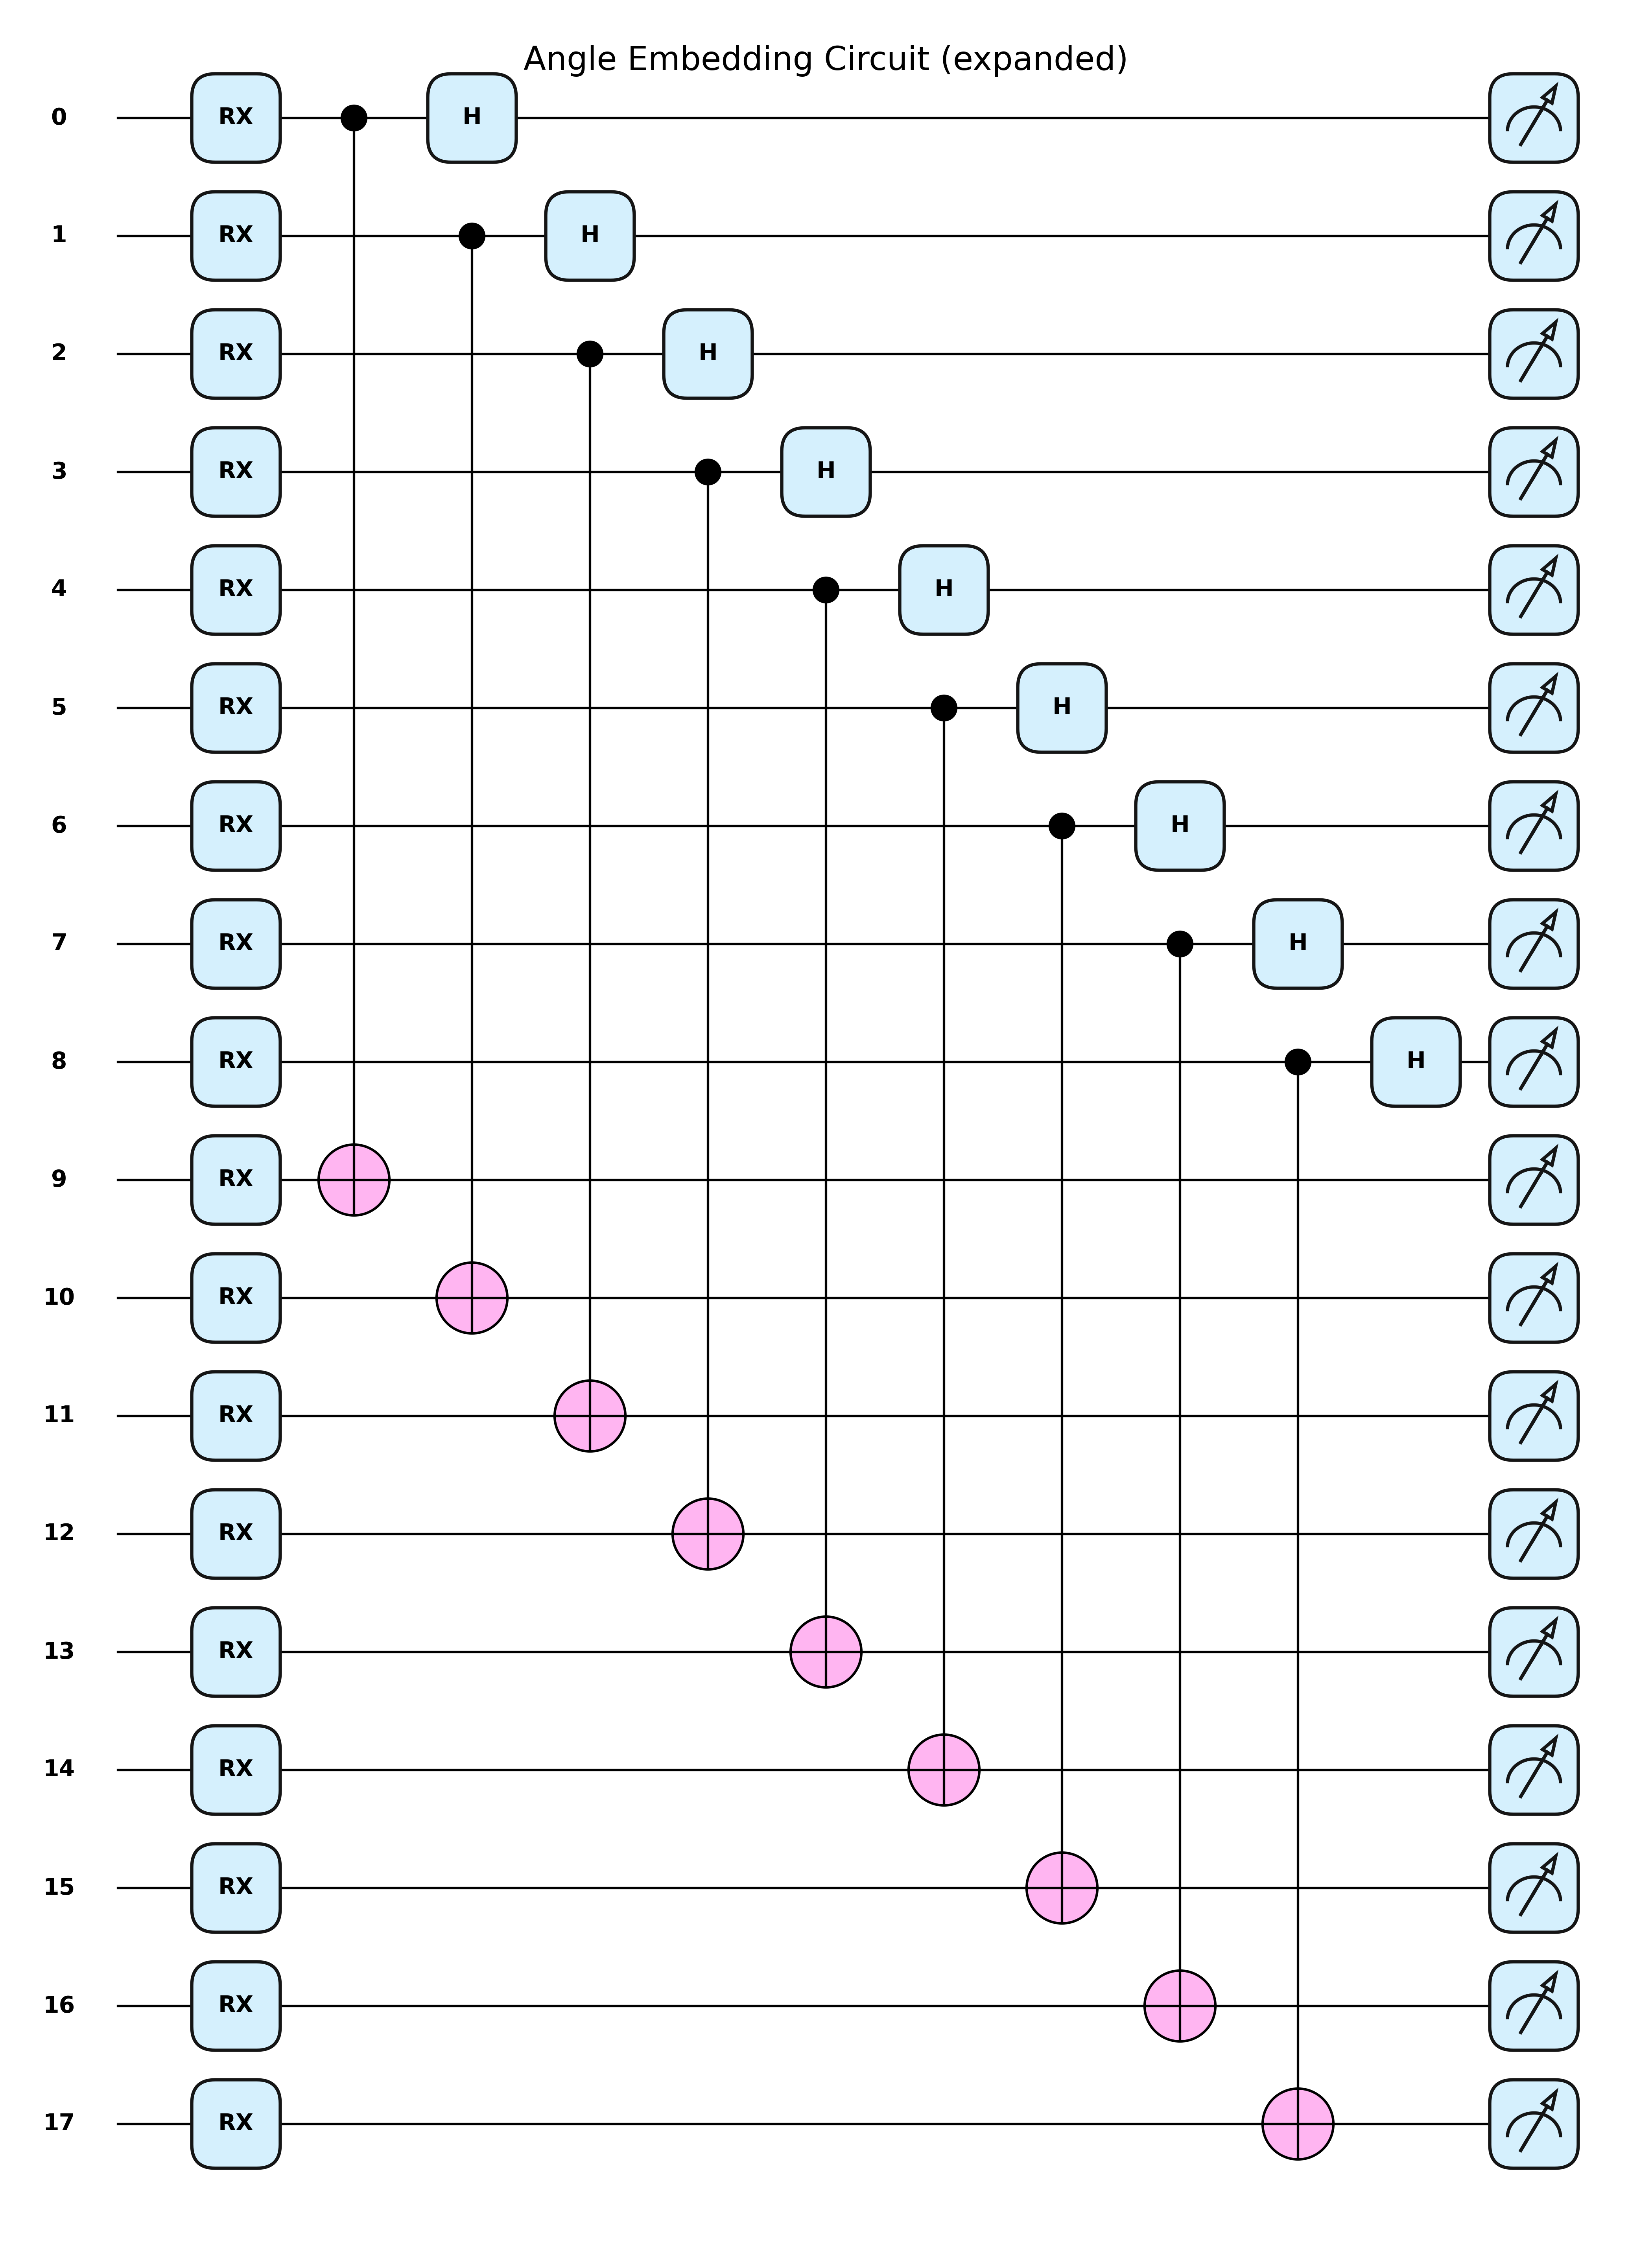 Angle Embedding Circuit (expanded)
0 RX H
1 RX H
2 RX H
3 RX H
4 RX H
5 RX H
6 RX H
7 RX H
8 RX H
9 RX
10 RX
11 RX
12 RX
13 RX
14 RX
15 RX
16 RX
17 RX